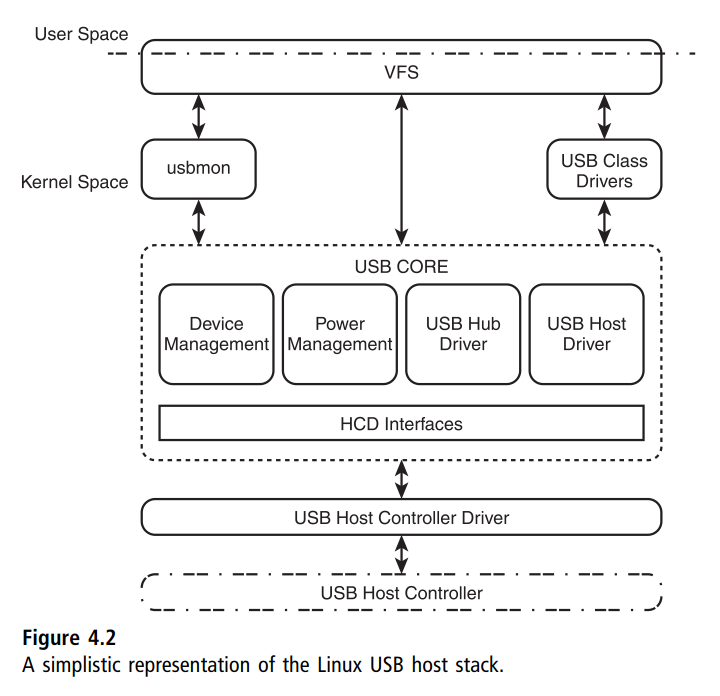 User Space
VFS
usbmon
USB Class
Drivers
Kernel Space
USB CORE
Device
Management
Power
Management
USB Hub
Driver
USB Host
Driver
HCD Interfaces
USB Host Controller Driver
USB Host Controller
Figure 4.2
A simplistic representation of the Linux USB host stack.